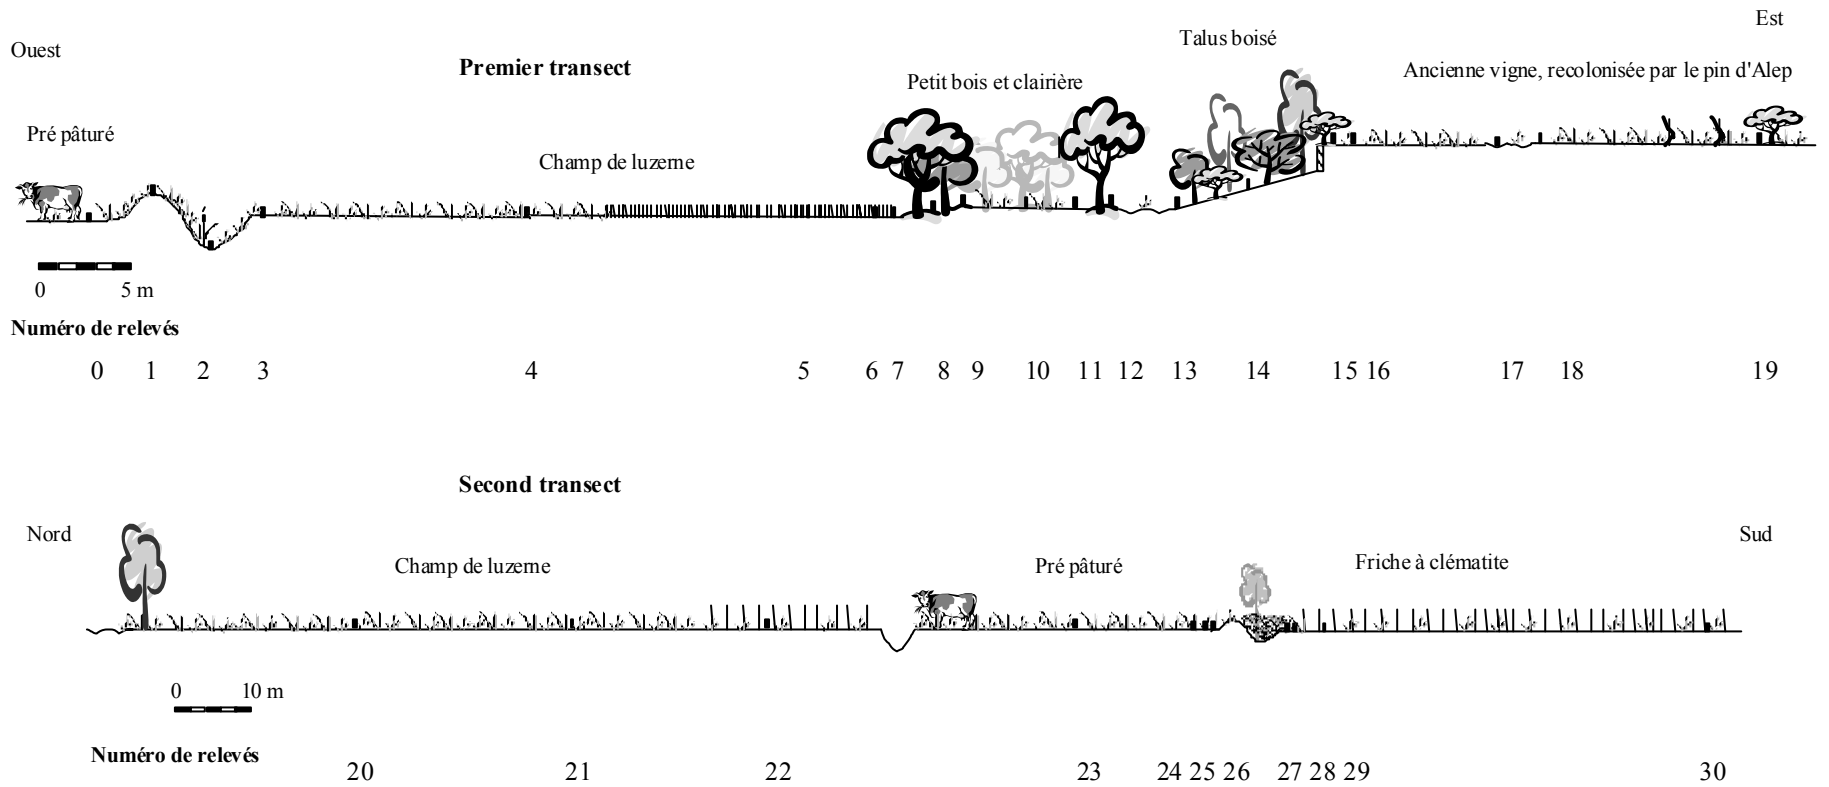 Est
Ouest
Talus boisé
Premier transect
Petit bois et clairière
Ancienne vigne, recolonisée par le pin d'Alep
Pré pâturé
Champ de luzerne
0 5 m
Numéro de relevés
0 1 2 3 4 5 6 7 8 9 10 11 12 13 14 15 16 17 18 19
Second transect
Nord
Sud
Champ de luzerne
Pré pâturé
Friche à clématite
0 10 m
Numéro de relevés
20 21 22 23 24 25 26 27 28 29 30